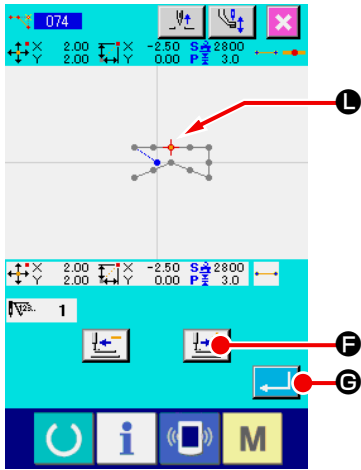 074
X 2.00 X -2.50 S 2800
Y 2.00 Y 0.00 P 3.0
L
X 2.00 X -2.50 S 2800
Y 2.00 Y 0.00 P 3.0
123.. 1
F
G
i M